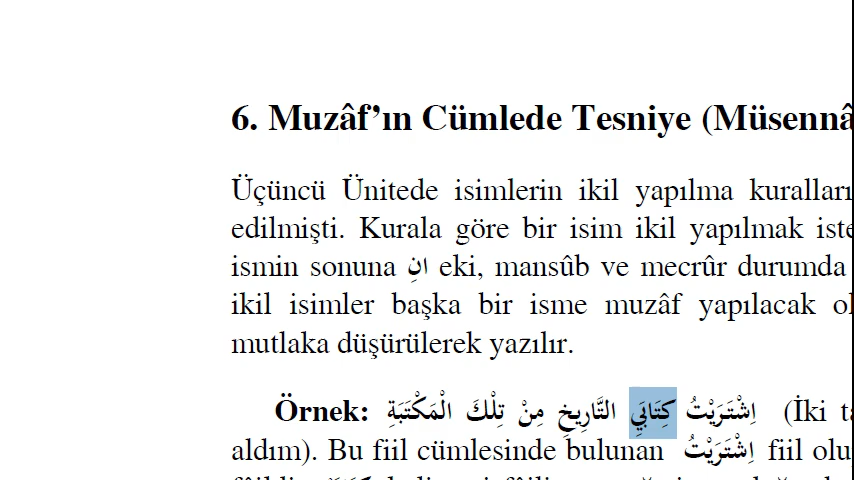 6. Muzâf’ın Cümlede Tesniye (Müsennâ
Üçüncü Ünitede isimlerin ikil yapılma kuralları
edilmişti. Kurala göre bir isim ikil yapılmak iste
ismin sonuna انِ eki, mansûb ve mecrûr durumda
ikil isimler başka bir isme muzâf yapılacak ol
mutlaka düşürülerek yazılır.
Örnek: اِشْتَرَيْتُ كِتَابَيِ التَّارِيخِ مِنْ تِلْكَ الْمَكْتَبَةِ (İki ta
aldım). Bu fiil cümlesinde bulunan اِشْتَرَيْتُ fiil olu